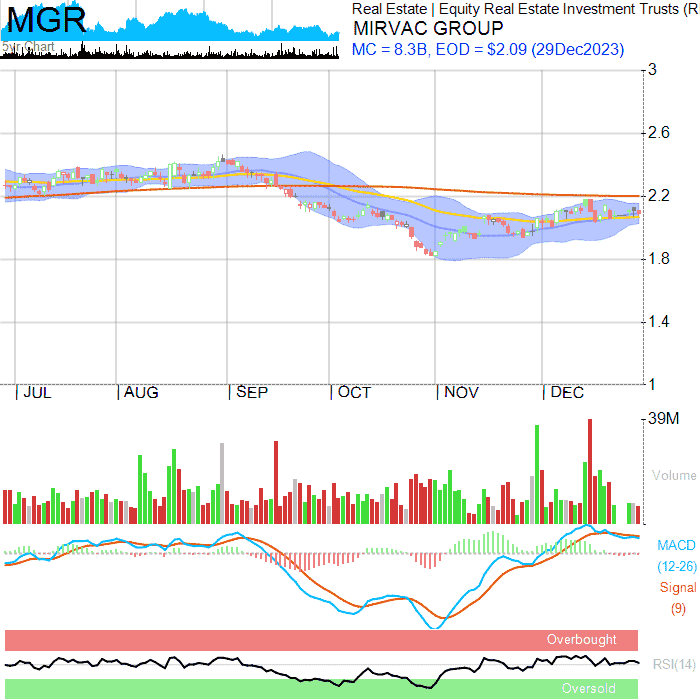 MGR
5yr Chart
Real Estate | Equity Real Estate Investment Trusts (R
MIRVAC GROUP
MC = 8.3B, EOD = $2.09 (29Dec2023)
3
2.6
2.2
1.8
1.4
1
JUL
AUG
SEP
OCT
NOV
DEC
39M
Volume
MACD
(12-26)
Signal
(9)
Overbought
RSI(14)
Oversold